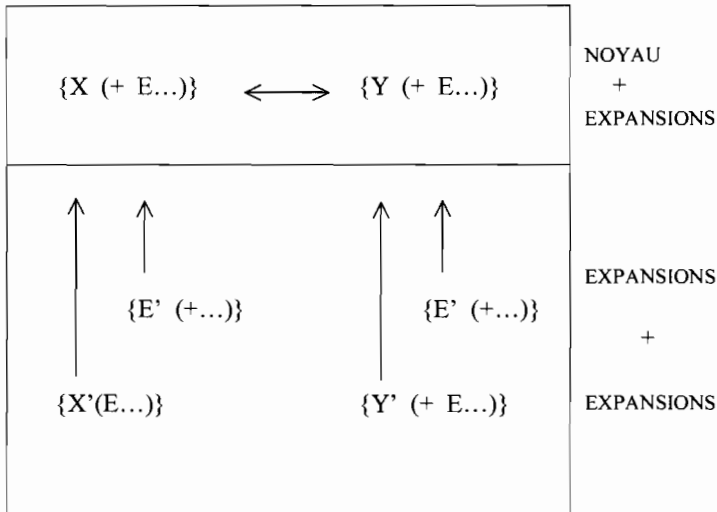 {X (+ E...)} {Y (+ E...)}
NOYAU
+
EXPANSIONS
{E' (+...)} {E' (+...)}
EXPANSIONS
+
{X'(E...)} {Y' (+ E...)}
EXPANSIONS